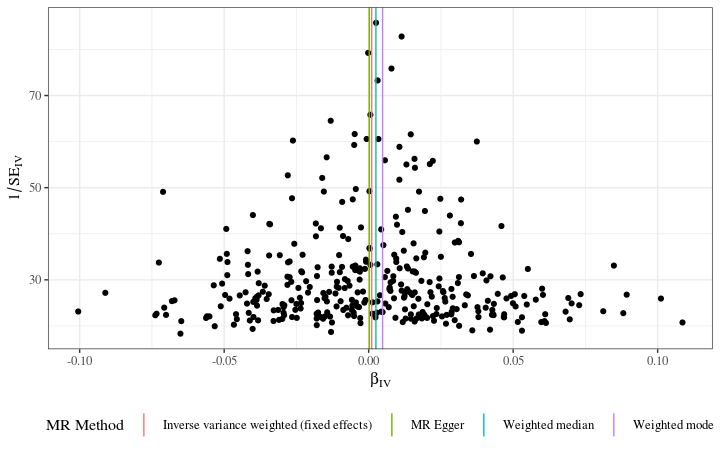 70
50
30
1/SE_IV
-0.10
-0.05
0.00
0.05
0.10
β_IV
MR Method
Inverse variance weighted (fixed effects)
MR Egger
Weighted median
Weighted mode